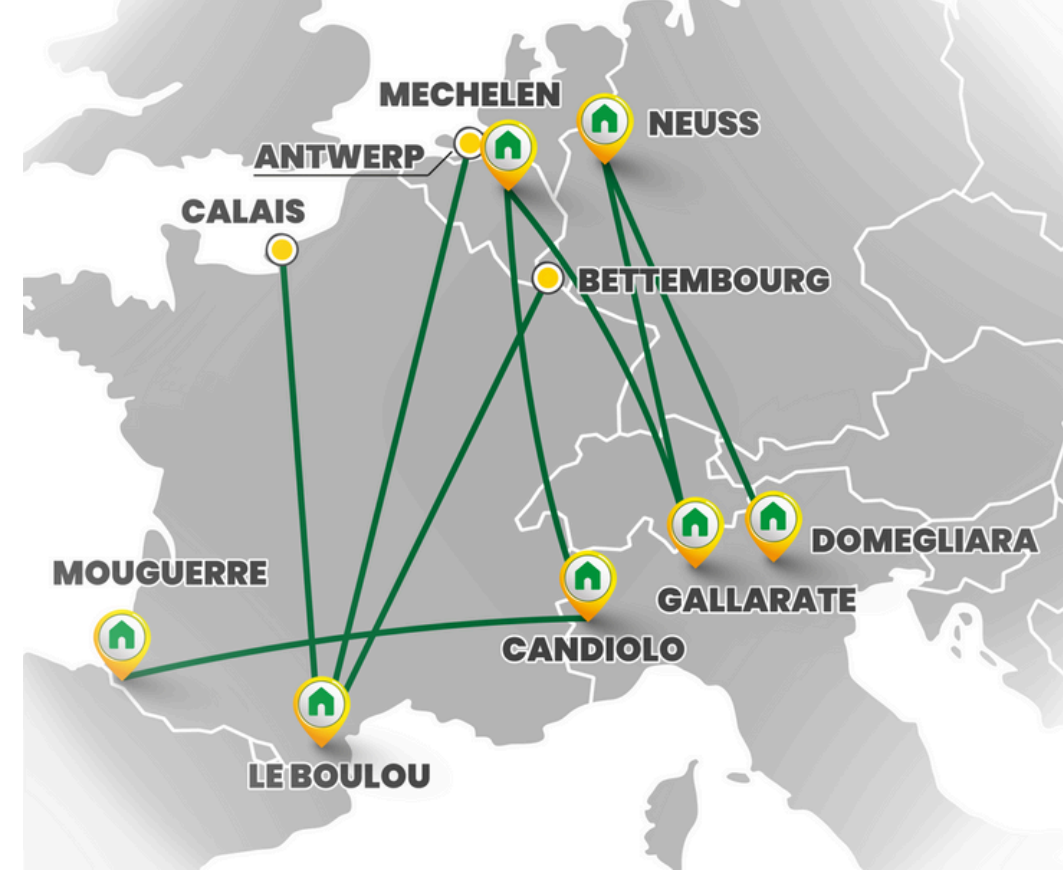 MECHELEN
NEUSS
ANTWERP
CALAIS
BETTEMBOURG
DOMEGLIARA
MOUGUERRE
GALLARATE
CANDIOLO
LE BOULOU